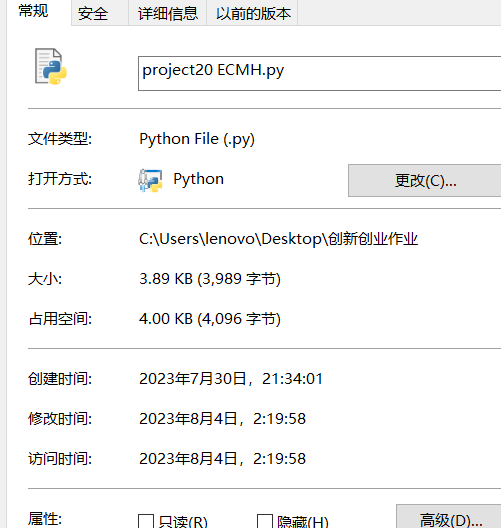 常规 安全 详细信息 以前的版本
project20 ECMH.py
文件类型: Python File (.py)
打开方式: Python 更改(C)...
位置: C:\Users\lenovo\Desktop\创新创业作业
大小: 3.89 KB (3,989 字节)
占用空间: 4.00 KB (4,096 字节)
创建时间: 2023年7月30日，21:34:01
修改时间: 2023年8月4日，2:19:58
访问时间: 2023年8月4日，2:19:58
属性: 只读(R) 隐藏(H) 高级(D)...